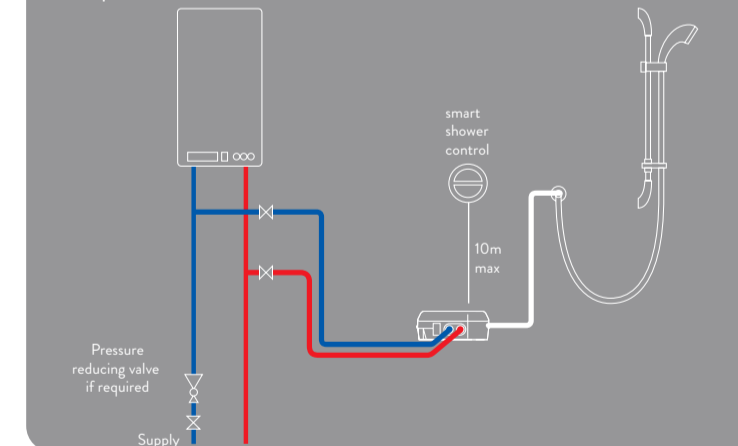 smart
shower
control
10m
max
Pressure
reducing valve
if required
Supply